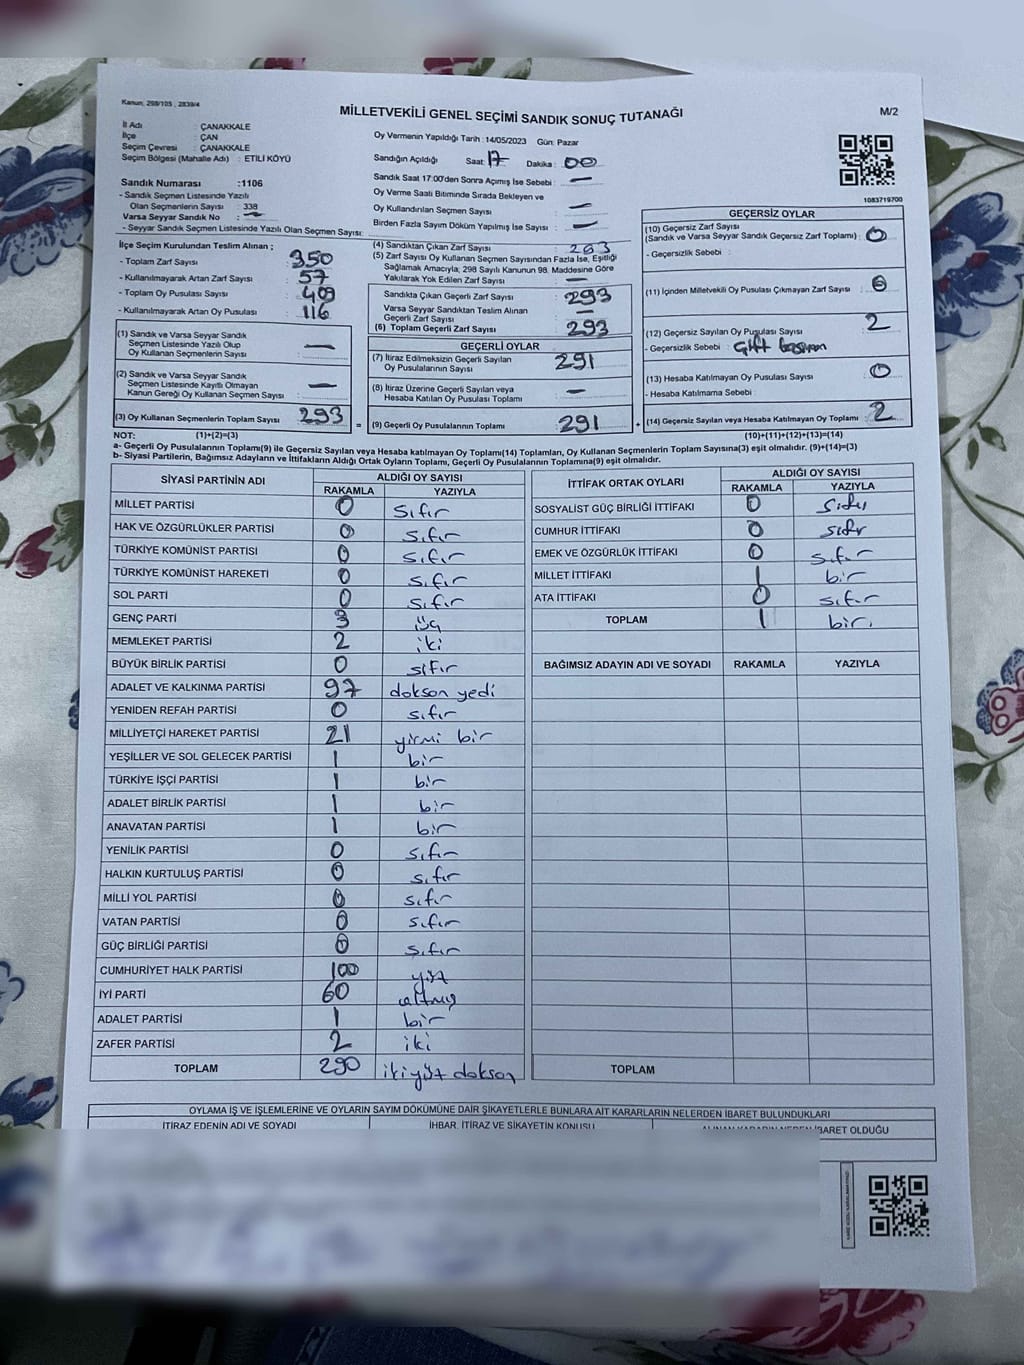 Kanun, 298/105 , 2839/4
MİLLETVEKİLİ GENEL SEÇİMİ SANDIK SONUÇ TUTANAĞI
M/2
İl Adı : ÇANAKKALE
İlçe : ÇAN
Seçim Çevresi : ÇANAKKALE
Seçim Bölgesi (Mahalle Adı) : ETİLİ KÖYÜ
Sandık Numarası :1106
- Sandık Seçmen Listesinde Yazılı
Olan Seçmenlerin Sayısı : 338
Varsa Seyyar Sandık No : —
- Seyyar Sandık Seçmen Listesinde Yazılı Olan Seçmen Sayısı:
İlçe Seçim Kurulundan Teslim Alınan ;
- Toplam Zarf Sayısı : 350
- Kullanılmayarak Artan Zarf Sayısı : 57
- Toplam Oy Pusulası Sayısı : 409
- Kullanılmayarak Artan Oy Pusulası : 116
(1) Sandık ve Varsa Seyyar Sandık
Seçmen Listesinde Yazılı Olup
Oy Kullanan Seçmenlerin Sayısı : —
(2) Sandık ve Varsa Seyyar Sandık
Seçmen Listesinde Kayıtlı Olmayan
Kanun Gereği Oy Kullanan Seçmen Sayısı : —
(3) Oy Kullanan Seçmenlerin Toplam Sayısı : 293
Oy Vermenin Yapıldığı Tarih :14/05/2023 Gün: Pazar
Sandığın Açıldığı Saat: 17 Dakika : 00
Sandık Saat 17:00'den Sonra Açılmış İse Sebebi : —
Oy Verme Saati Bitiminde Sırada Bekleyen ve
Oy Kullandırılan Seçmen Sayısı : —
Birden Fazla Sayım Döküm Yapılmış İse Sayısı : —
(4) Sandıktan Çıkan Zarf Sayısı : 263
(5) Zarf Sayısı Oy Kullanan Seçmen Sayısından Fazla İse, Eşitliği
Sağlamak Amacıyla; 298 Sayılı Kanunun 98. Maddesine Göre
Yakılarak Yok Edilen Zarf Sayısı : —
Sandıkta Çıkan Geçerli Zarf Sayısı : 293
Varsa Seyyar Sandıktan Teslim Alınan
Geçerli Zarf Sayısı : —
(6) Toplam Geçerli Zarf Sayısı : 293
GEÇERLİ OYLAR
(7) İtiraz Edilmeksizin Geçerli Sayılan
Oy Pusulalarının Sayısı : 291
(8) İtiraz Üzerine Geçerli Sayılan veya
Hesaba Katılan Oy Pusulası Toplamı : —
= (9) Geçerli Oy Pusulalarının Toplamı : 291 +
1083719700
GEÇERSİZ OYLAR
(10) Geçersiz Zarf Sayısı
(Sandık ve Varsa Seyyar Sandık Geçersiz Zarf Toplamı) : 0
- Geçersizlik Sebebi :
(11) İçinden Milletvekili Oy Pusulası Çıkmayan Zarf Sayısı : 0
(12) Geçersiz Sayılan Oy Pusulası Sayısı : 2
- Geçersizlik Sebebi : Çift
(13) Hesaba Katılmayan Oy Pusulası Sayısı : 0
- Hesaba Katılmama Sebebi :
(14) Geçersiz Sayılan veya Hesaba Katılmayan Oy Toplamı : 2
NOT: (1)+(2)=(3) (10)+(11)+(12)+(13)=(14)
a- Geçerli Oy Pusulalarının Toplamı(9) ile Geçersiz Sayılan veya Hesaba katılmayan Oy Toplamı(14) Toplamları, Oy Kullanan Seçmenlerin Toplam Sayısına(3) eşit olmalıdır. (9)+(14)=(3)
b- Siyasi Partilerin, Bağımsız Adayların ve İttifakların Aldığı Ortak Oyların Toplamı, Geçerli Oy Pusulasının Toplamına(9) eşit olmalıdır.
SİYASİ PARTİNİN ADI ALDIĞI OY SAYISI
RAKAMLA YAZIYLA
MİLLET PARTİSİ 0 sıfır
HAK VE ÖZGÜRLÜKLER PARTİSİ 0 sıfır
TÜRKİYE KOMÜNİST PARTİSİ 0 sıfır
TÜRKİYE KOMÜNİST HAREKETİ 0 sıfır
SOL PARTİ 0 sıfır
GENÇ PARTİ 3 üç
MEMLEKET PARTİSİ 2 iki
BÜYÜK BİRLİK PARTİSİ 0 sıfır
ADALET VE KALKINMA PARTİSİ 97 doksan yedi
YENİDEN REFAH PARTİSİ 0 sıfır
MİLLİYETÇİ HAREKET PARTİSİ 21 yirmi bir
YEŞİLLER VE SOL GELECEK PARTİSİ 1 bir
TÜRKİYE İŞÇİ PARTİSİ 1 bir
ADALET BİRLİK PARTİSİ 1 bir
ANAVATAN PARTİSİ 1 bir
YENİLİK PARTİSİ 0 sıfır
HALKIN KURTULUŞ PARTİSİ 0 sıfır
MİLLİ YOL PARTİSİ 0 sıfır
VATAN PARTİSİ 0 sıfır
GÜÇ BİRLİĞİ PARTİSİ 0 sıfır
CUMHURİYET HALK PARTİSİ 100 yüz
İYİ PARTİ 60 altmış
ADALET PARTİSİ 1 bir
ZAFER PARTİSİ 2 iki
TOPLAM 290 ikiyüz doksan
İTTİFAK ORTAK OYLARI ALDIĞI OY SAYISI
RAKAMLA YAZIYLA
SOSYALİST GÜÇ BİRLİĞİ İTTİFAKI 0 sıfır
CUMHUR İTTİFAKI 0 sıfır
EMEK VE ÖZGÜRLÜK İTTİFAKI 0 sıfır
MİLLET İTTİFAKI 1 bir
ATA İTTİFAKI 0 sıfır
TOPLAM 1 bir.
BAĞIMSIZ ADAYIN ADI VE SOYADI RAKAMLA YAZIYLA
TOPLAM
OYLAMA İŞ VE İŞLEMLERİNE VE OYLARIN SAYIM DÖKÜMÜNE DAİR ŞİKAYETLERLE BUNLARA AİT KARARLARIN NELERDEN İBARET BULUNDUKLARI
İTİRAZ EDENİN ADI VE SOYADI İHBAR, İTİRAZ VE ŞİKAYETİN KONUSU ALINAN KARARIN NEDEN İBARET OLDUĞU